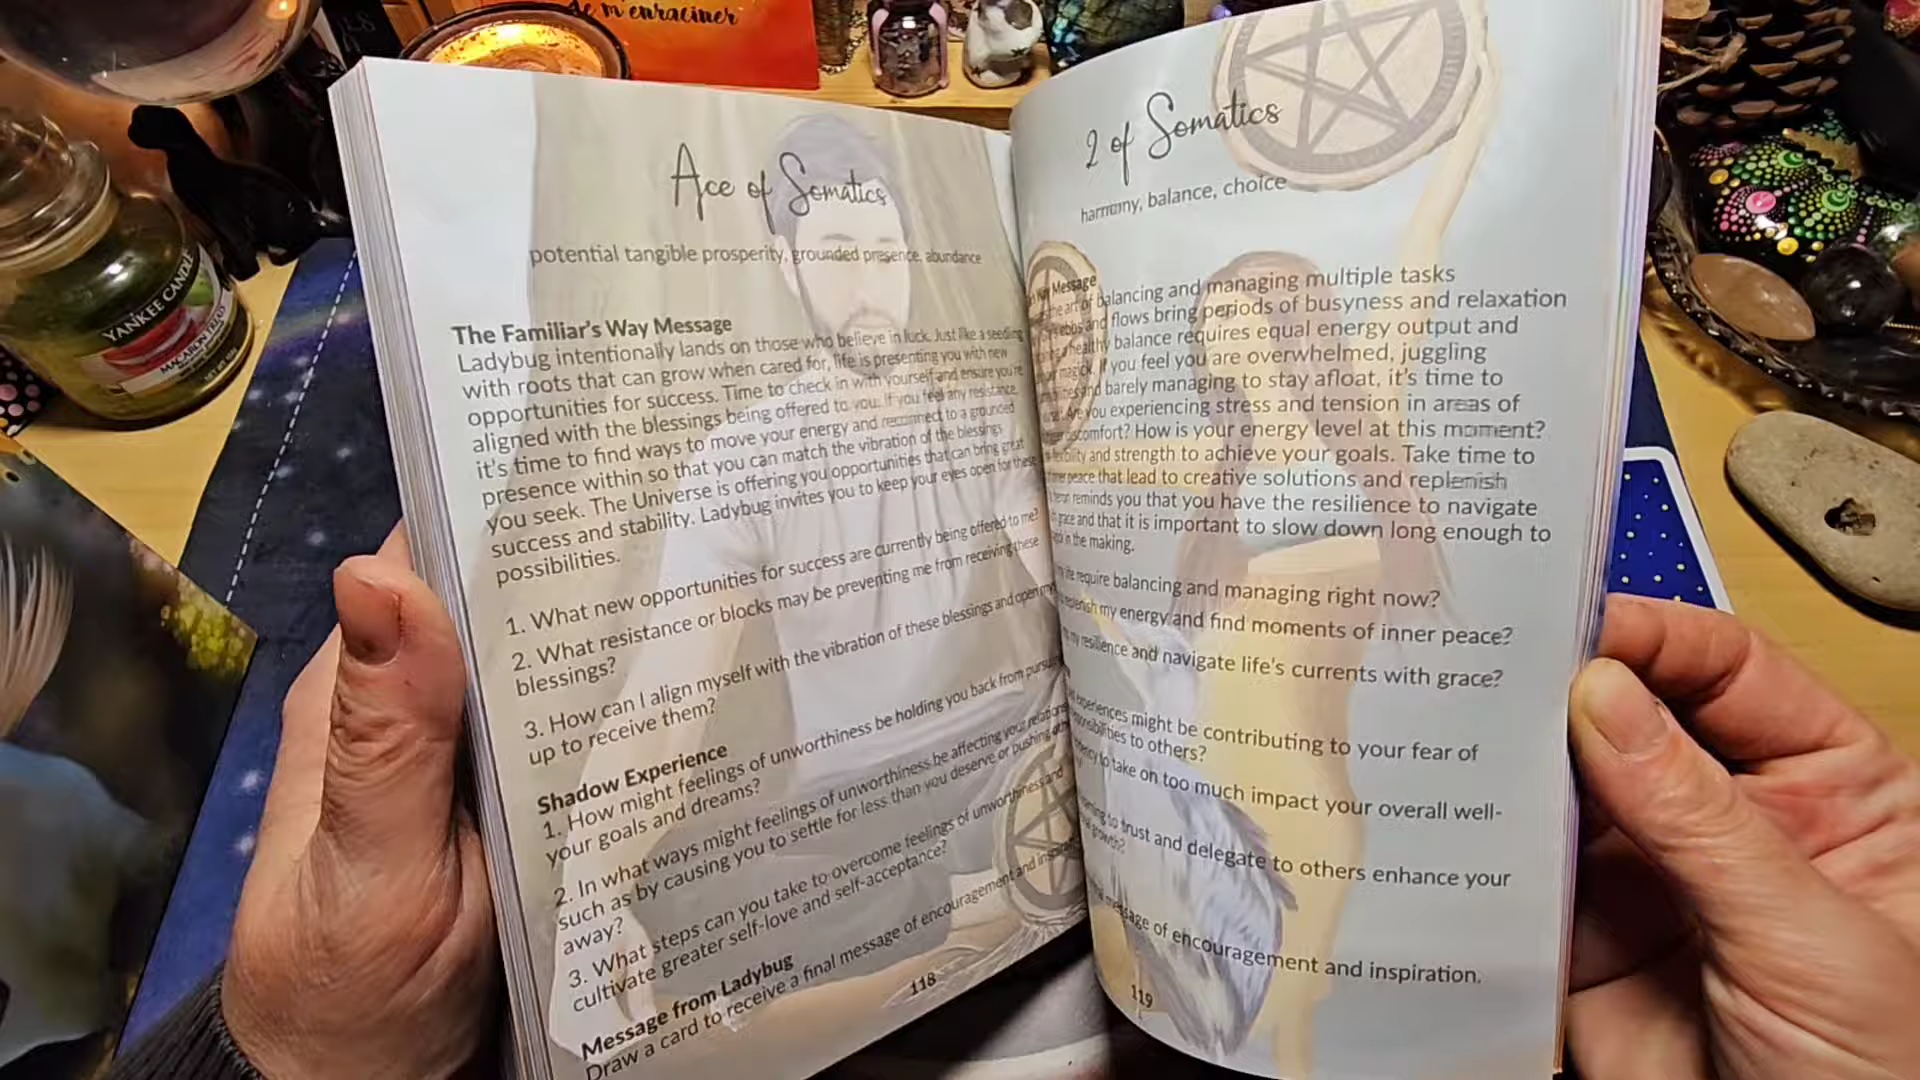 de m'enraciner
YANKEE CANDLE
Ace of Somatics
potential tangible prosperity, grounded presence, abundance
The Familiar's Way Message
Ladybug intentionally lands on those who believe in luck. Just like a seeding
with roots that can grow when cared for, life is presenting you with new
opportunities for success. Time to check in with yourself and ensure you're
aligned with the blessings being offered to you. If you feel any resistance,
it's time to find ways to move your energy and reconnect to a grounded
presence within so that you can match the vibration of the blessings
you seek. The Universe is offering you opportunities that can bring great
success and stability. Ladybug invites you to keep your eyes open for these
possibilities.
1. What new opportunities for success are currently being offered to me?
2. What resistance or blocks may be preventing me from receiving these
blessings?
3. How can I align myself with the vibration of these blessings and open
up to receive them?
Shadow Experience
1. How might feelings of unworthiness be holding you back from pursuing
your goals and dreams?
2. In what ways might feelings of unworthiness be affecting your
such as by causing you to settle for less than you deserve or pushing
away?
3. What steps can you take to overcome feelings of unworthiness and
cultivate greater self-love and self-acceptance?
Message from Ladybug
Draw a card to receive a final message of encouragement and
118
2 of Somatics
harmony, balance, choice
Message
the art of balancing and managing multiple tasks
ebbs and flows bring periods of busyness and relaxation
healthy balance requires equal energy output and
magick. If you feel you are overwhelmed, juggling
and barely managing to stay afloat, it's time to
Are you experiencing stress and tension in areas of
discomfort? How is your energy level at this moment?
and strength to achieve your goals. Take time to
inner peace that lead to creative solutions and replenish
reminds you that you have the resilience to navigate
grace and that it is important to slow down long enough to
in the making.
require balancing and managing right now?
replenish my energy and find moments of inner peace?
my resilience and navigate life's currents with grace?
experiences might be contributing to your fear of
responsibilities to others?
to take on too much impact your overall well-
to trust and delegate to others enhance your
growth?
message of encouragement and inspiration.
119